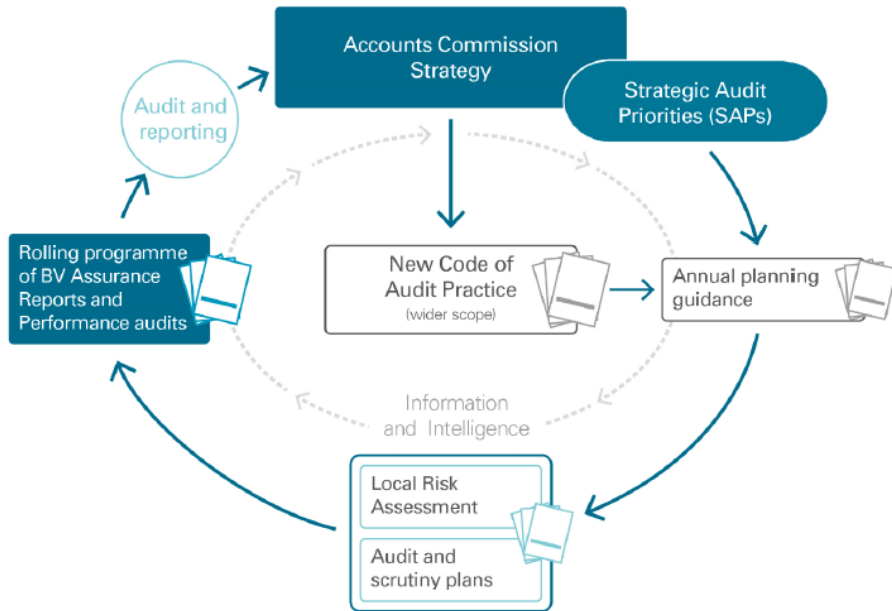 Accounts Commission
Strategy
Strategic Audit
Priorities (SAPs)
Audit and
reporting
Rolling programme
of BV Assurance
Reports and
Performance audits
New Code of
Audit Practice
(wider scope)
Annual planning
guidance
Information
and Intelligence
Local Risk
Assessment
Audit and
scrutiny plans